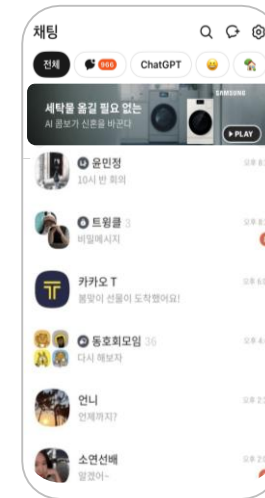 채팅
전체
966
ChatGPT
SAMSUNG
세탁물 옮길 필요 없는
AI 콤보가 신혼을 바꾼다
PLAY
나 윤민정
10시 반 회의
트윙클 3
비밀메시지
카카오 T
봄맞이 선물이 도착했어요!
동호회모임 36
다시 해보자
언니
언제까지?
소연선배
알겠어~